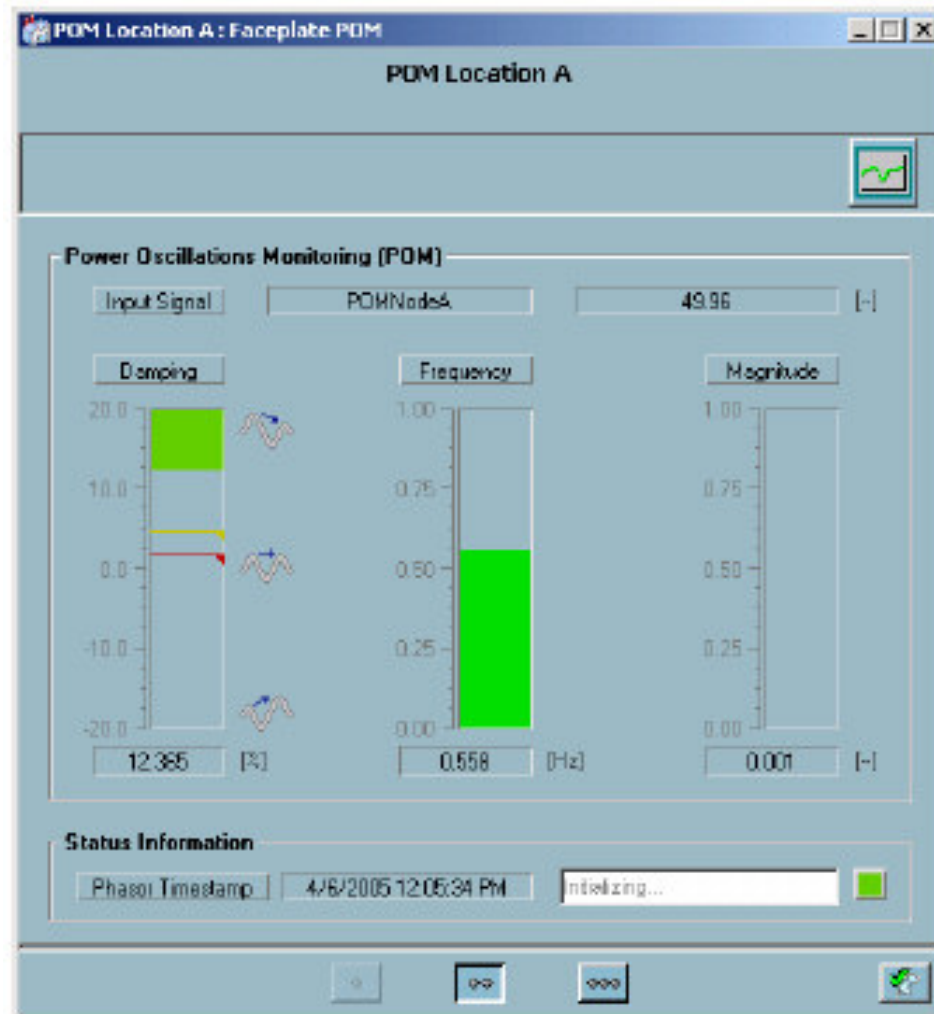 POM Location A : Faceplate POM
POM Location A
Power Oscillations Monitoring (POM)
Input Signal POMNodeA 49.96 [-]
Damping Frequency Magnitude
20.0 1.00 1.00
10.0 0.75 0.75
0.0 0.50 0.50
-10.0 0.25 0.25
-20.0 0.00 0.00
12.385 [%] 0.558 [Hz] 0.001 [-]
Status Information
Phasor Timestamp 4/6/2005 12:05:34 PM Initializing...